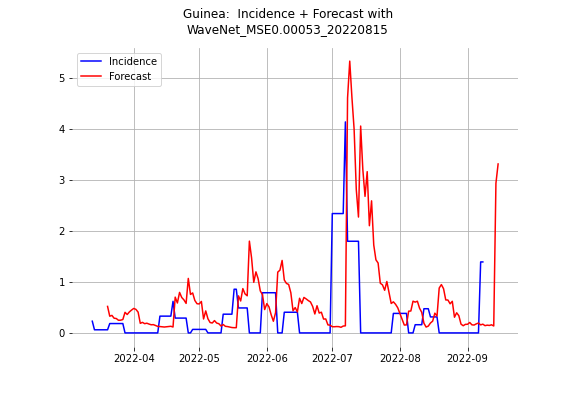 Guinea:  Incidence + Forecast with
WaveNet_MSE0.00053_20220815
Incidence
Forecast
5
4
3
2
1
0
2022-04 2022-05 2022-06 2022-07 2022-08 2022-09